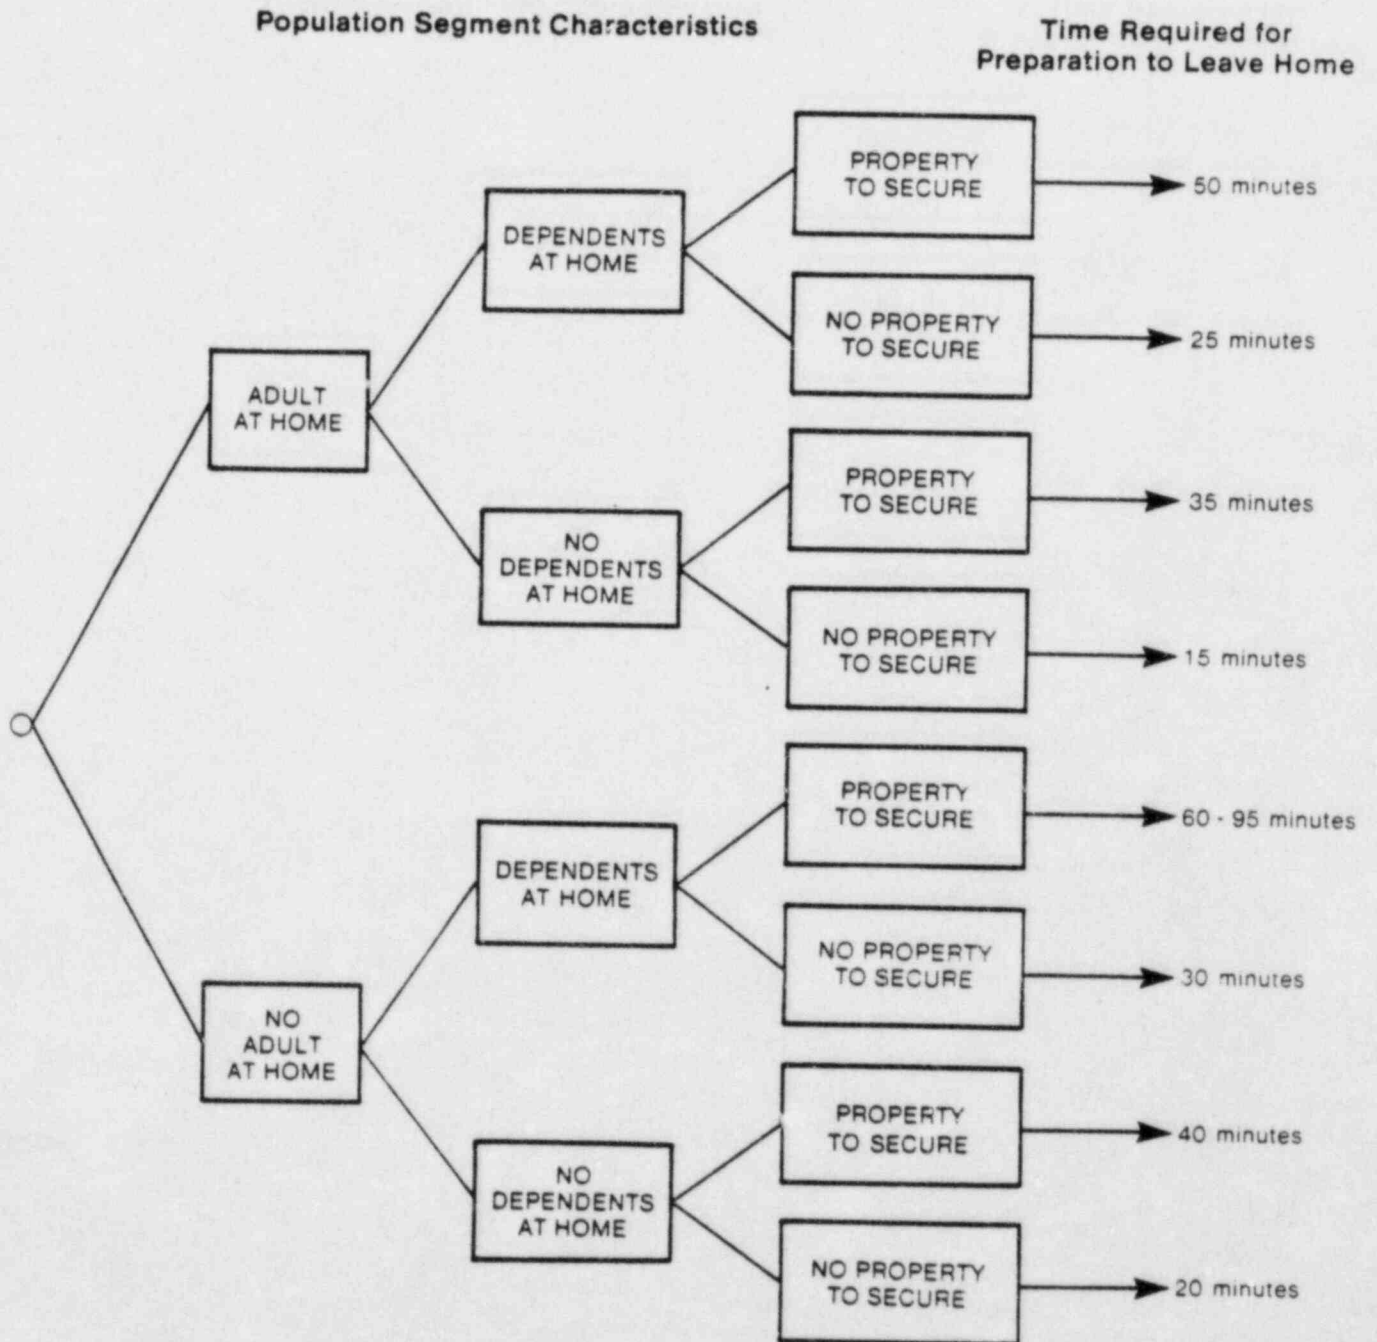 Population Segment Characteristics
Time Required for
Preparation to Leave Home
PROPERTY
TO SECURE
50 minutes
DEPENDENTS
AT HOME
NO PROPERTY
TO SECURE
25 minutes
ADULT
AT HOME
PROPERTY
TO SECURE
35 minutes
NO
DEPENDENTS
AT HOME
NO PROPERTY
TO SECURE
15 minutes
PROPERTY
TO SECURE
60 - 95 minutes
DEPENDENTS
AT HOME
NO PROPERTY
TO SECURE
30 minutes
NO
ADULT
AT HOME
PROPERTY
TO SECURE
40 minutes
NO
DEPENDENTS
AT HOME
NO PROPERTY
TO SECURE
20 minutes